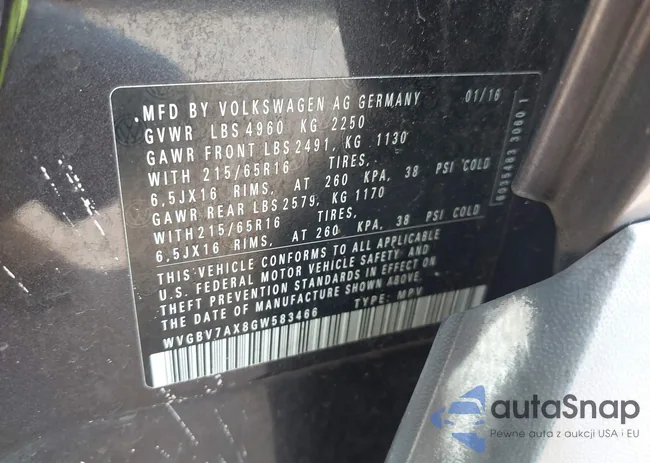 MFD BY VOLKSWAGEN AG GERMANY 01/16
GVWR LBS 4960 KG 2250
GAWR FRONT LBS 2491, KG 1130
WITH 215/65R16 TIRES,
6,5JX16 RIMS, AT 260 KPA, 38 PSI COLD
GAWR REAR LBS 2579, KG 1170
WITH 215/65R16 TIRES,
6,5JX16 RIMS, AT 260 KPA, 38 PSI COLD
THIS VEHICLE CONFORMS TO ALL APPLICABLE
U.S. FEDERAL MOTOR VEHICLE SAFETY AND
THEFT PREVENTION STANDARDS IN EFFECT ON
THE DATE OF MANUFACTURE SHOWN ABOVE.
WVGBV7AX8GW583466 TYPE: MPV
autaSnap
Pewne auta z aukcji USA i EU